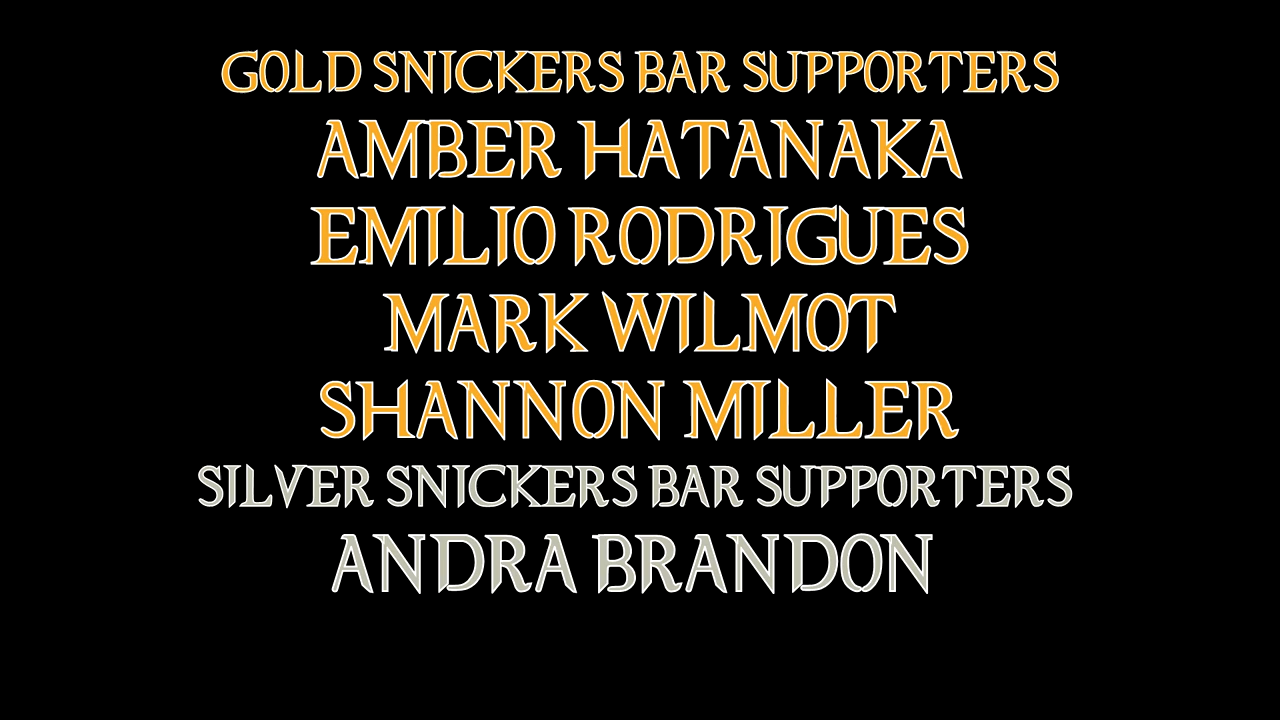 GOLD SNICKERS BAR SUPPORTERS
AMBER HATANAKA
EMILIO RODRIGUES
MARK WILMOT
SHANNON MILLER
SILVER SNICKERS BAR SUPPORTERS
ANDRA BRANDON